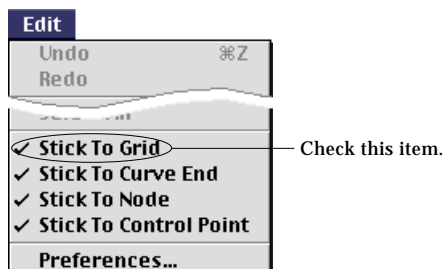 Edit
Undo ⌘Z
Redo
✓ Stick To Grid
Check this item.
✓ Stick To Curve End
✓ Stick To Node
✓ Stick To Control Point
Preferences...